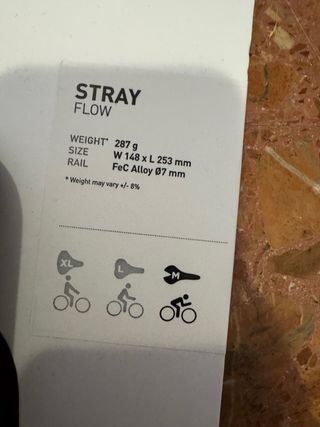 STRAY
FLOW
WEIGHT* 287 g
SIZE W 148 x L 253 mm
RAIL FeC Alloy Ø7 mm
* Weight may vary +/- 8%
XL L M